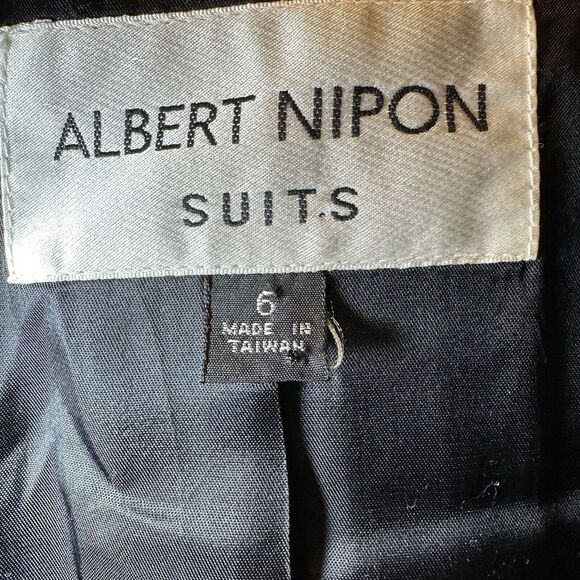 ALBERT NIPON
SUITS
6
MADE IN
TAIWAN